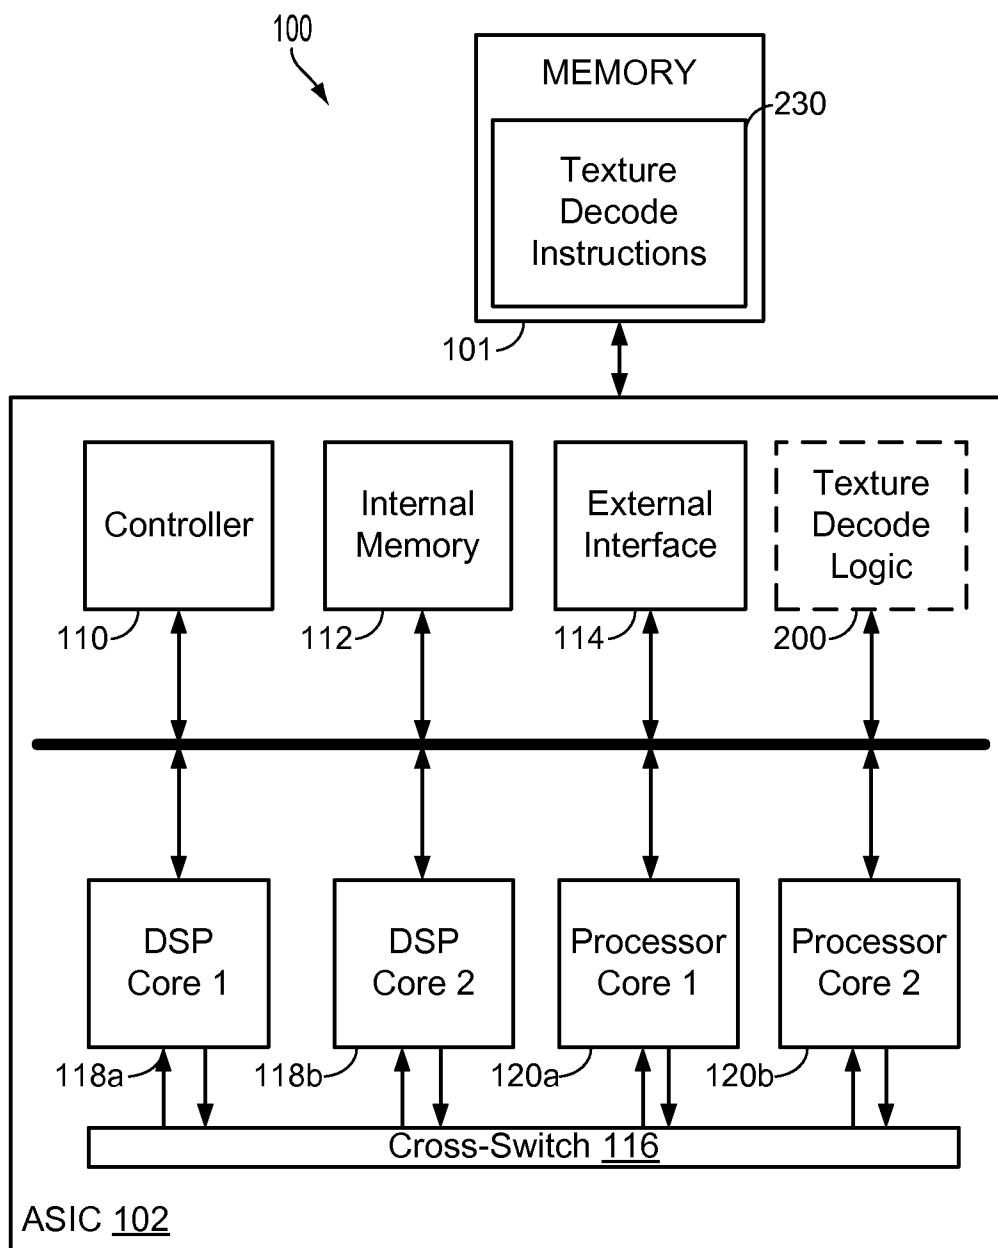 100
MEMORY
230
Texture
Decode
Instructions
101
Controller
Internal
Memory
External
Interface
Texture
Decode
Logic
110
112
114
200
DSP
Core 1
DSP
Core 2
Processor
Core 1
Processor
Core 2
118a
118b
120a
120b
Cross-Switch 116
ASIC 102